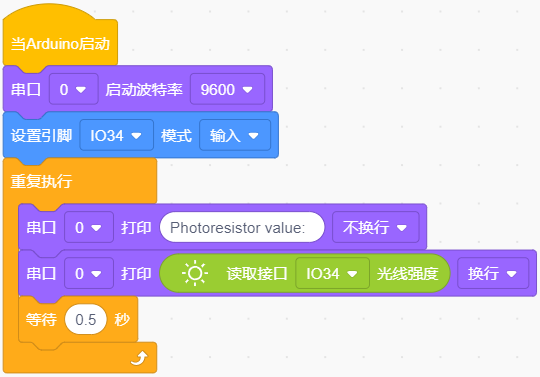 当Arduino启动
串口 0 启动波特率 9600
设置引脚 IO34 模式 输入
重复执行
串口 0 打印 Photoresistor value: 不换行
串口 0 打印 读取接口 IO34 光线强度 换行
等待 0.5 秒